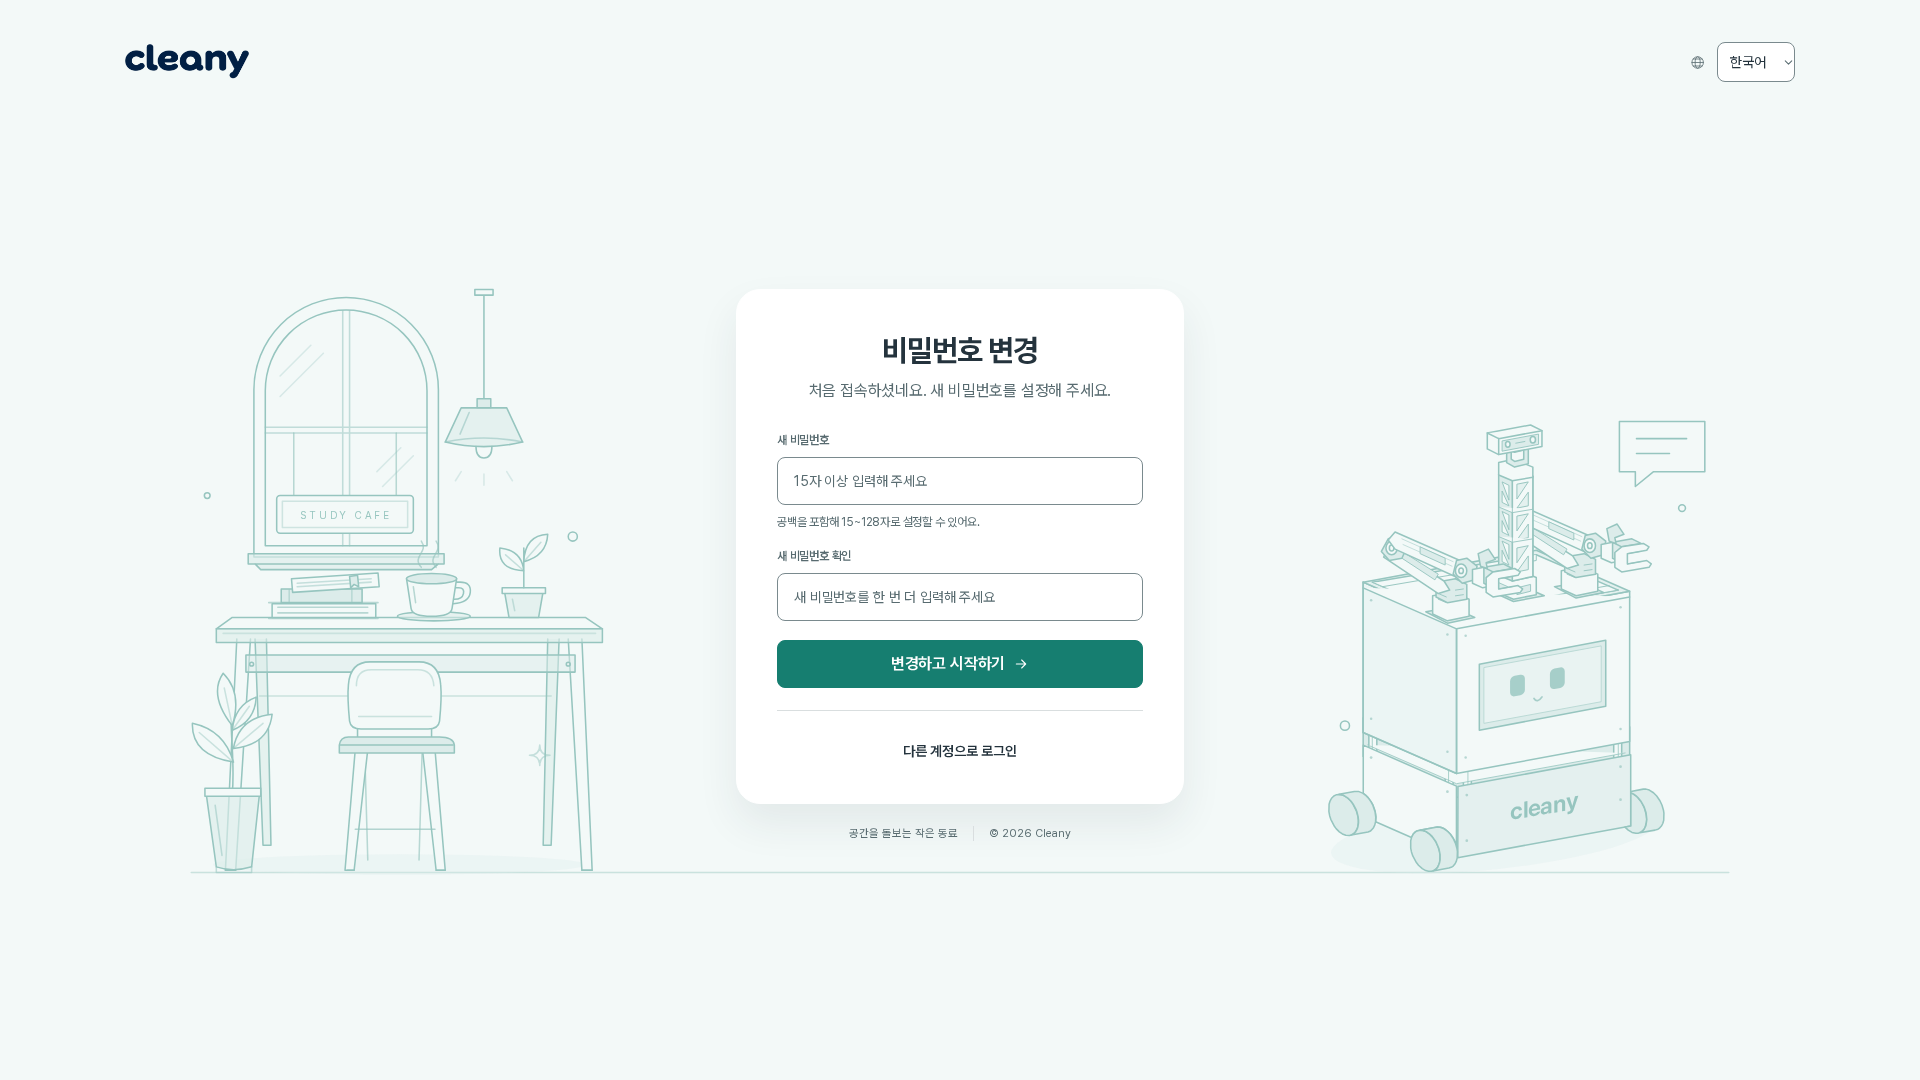 cleany
한국어
STUDY CAFE
비밀번호 변경
처음 접속하셨네요. 새 비밀번호를 설정해 주세요.
새 비밀번호
15자 이상 입력해 주세요
공백을 포함해 15~128자로 설정할 수 있어요.
새 비밀번호 확인
새 비밀번호를 한 번 더 입력해 주세요
변경하고 시작하기 →
다른 계정으로 로그인
cleany
공간을 돌보는 작은 동료 © 2026 Cleany